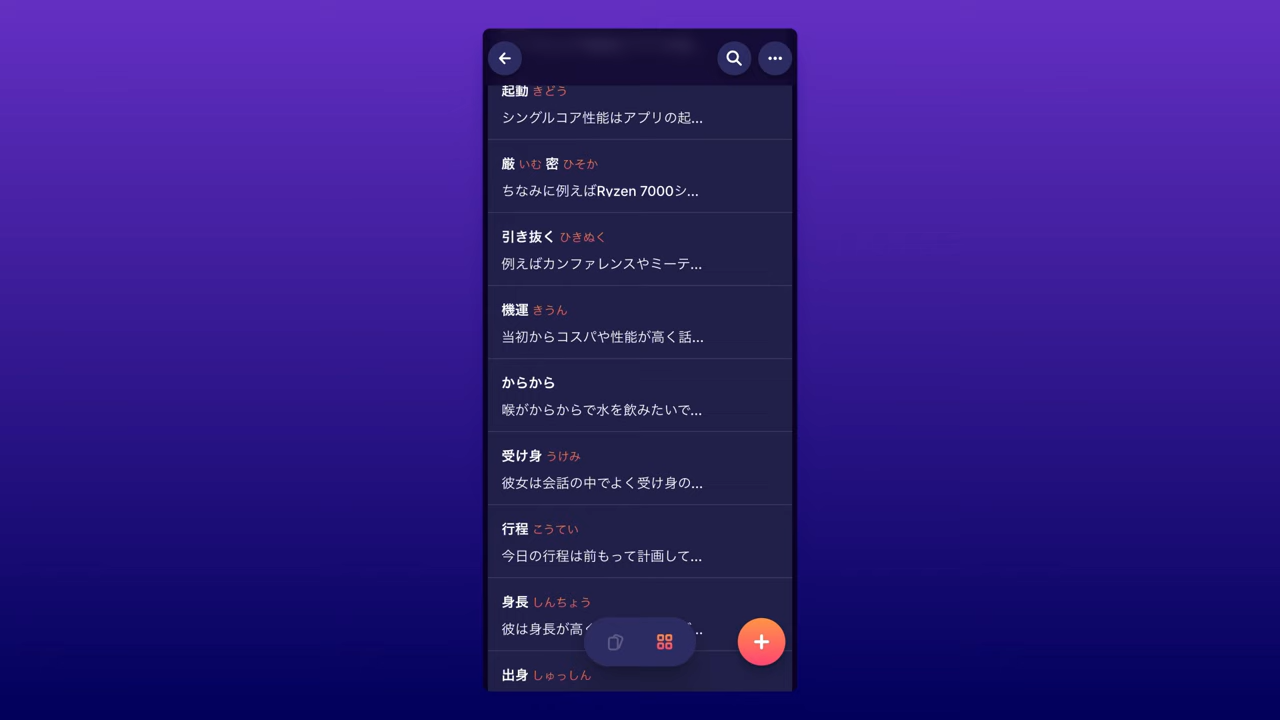 起動 きどう
シングルコア性能はアプリの起...
厳 いむ 密 ひそか
ちなみに例えばRyzen 7000シ...
引き抜く ひきぬく
例えばカンファレンスやミーテ...
機運 きうん
当初からコスパや性能が高く話...
からから
喉がからからで水を飲みたいで...
受け身 うけみ
彼女は会話の中でよく受け身の...
行程 こうてい
今日の行程は前もって計画して...
身長 しんちょう
彼は身長が高
出身 しゅっしん